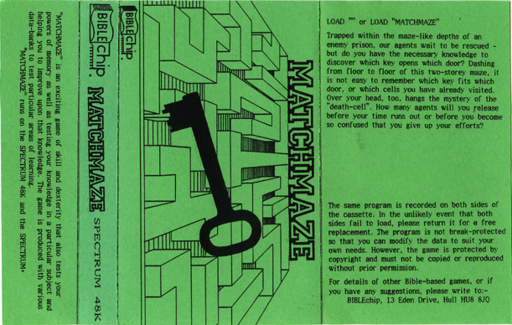 "MATCHMAZE" is an exciting game of skill and dexterity that also tests your
powers of memory as well as testing your knowledge in a particular subject and
helping you to improve upon that knowledge. The game is produced with various
data-banks to test particular areas of learning.
"MATCHMAZE" runs on the SPECTRUM 48K and the SPECTRUM+
BIBLEchip
MATCHMAZE SPECTRUM 48K
BIBLEchip
MATCHMAZE
LOAD "" or LOAD "MATCHMAZE"
Trapped within the maze-like depths of an
enemy prison, our agents wait to be rescued -
but do you have the necessary knowledge to
discover which key opens which door? Dashing
from floor to floor of this two-storey maze, it
is not easy to remember which key fits which
door, or which cells you have already visited.
Over your head, too, hangs the mystery of the
"death-cell". How many agents will you release
before your time runs out or before you become
so confused that you give up your efforts?
The same program is recorded on both sides of
the cassette. In the unlikely event that both
sides fail to load, please return it for a free
replacement. The program is not break-protected
so that you can modify the data to suit your
own needs. However, the game is protected by
copyright and must not be copied or reproduced
without prior permission.
For details of other Bible-based games, or if
you have any suggestions, please write to:-
BIBLEchip, 13 Eden Drive, Hull HU8 8JQ